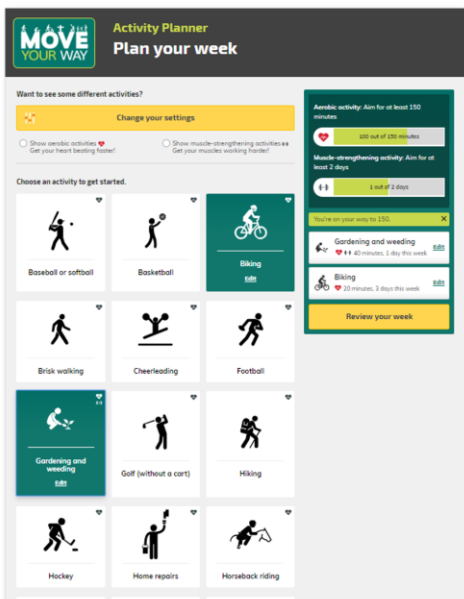 MOVE
YOUR WAY
Activity Planner
Plan your week
Want to see some different activities?
Change your settings
Show aerobic activities
Get your heart beating faster!
Show muscle-strengthening activities
Get your muscles working harder!
Choose an activity to get started.
Baseball or softball
Basketball
Biking
Edit
Brisk walking
Cheerleading
Football
Gardening and
weeding
Edit
Golf (without a cart)
Hiking
Hockey
Home repairs
Horseback riding
Aerobic activity: Aim for at least 150
minutes
100 out of 150 minutes
Muscle-strengthening activity: Aim for at
least 2 days
1 out of 2 days
You're on your way to 150.
Gardening and weeding
40 minutes, 1 day this week
Edit
Biking
20 minutes, 3 days this week
Edit
Review your week